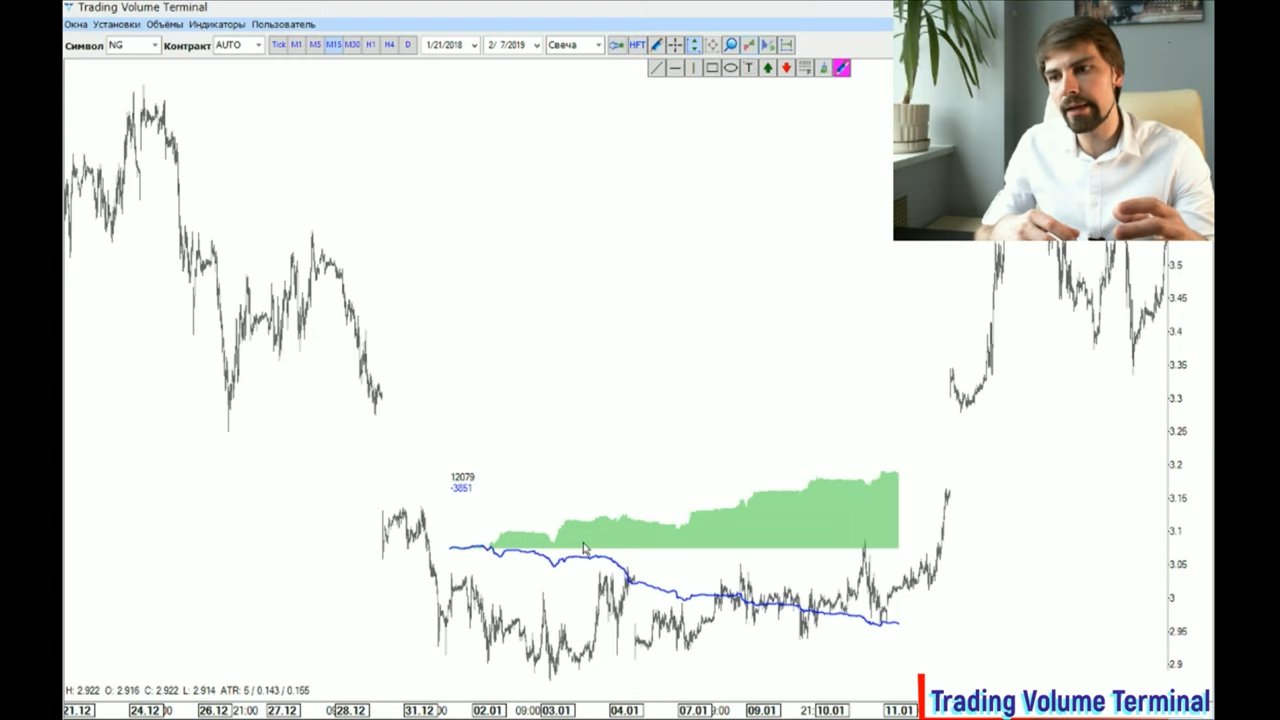 Trading Volume Terminal
Окна Установки Объёмы Индикаторы Пользователь
Символ NG Контракт AUTO Tick M1 M5 M15 M30 H1 H4 D 1/21/2018 2/ 7/2019 Свеча HFT
T
3.5
3.45
3.4
3.35
3.3
3.25
3.2
3.15
3.1
3.05
3
2.95
2.9
12079
-3851
H: 2.922 O: 2.916 C: 2.922 L: 2.914 ATR: 5 / 0.143 / 0.155
21.12 24.12 26.12 21:00 27.12 28.12 31.12 02.01 09:00 03.01 04.01 07.01 09.01 10.01 11.01
Trading Volume Terminal